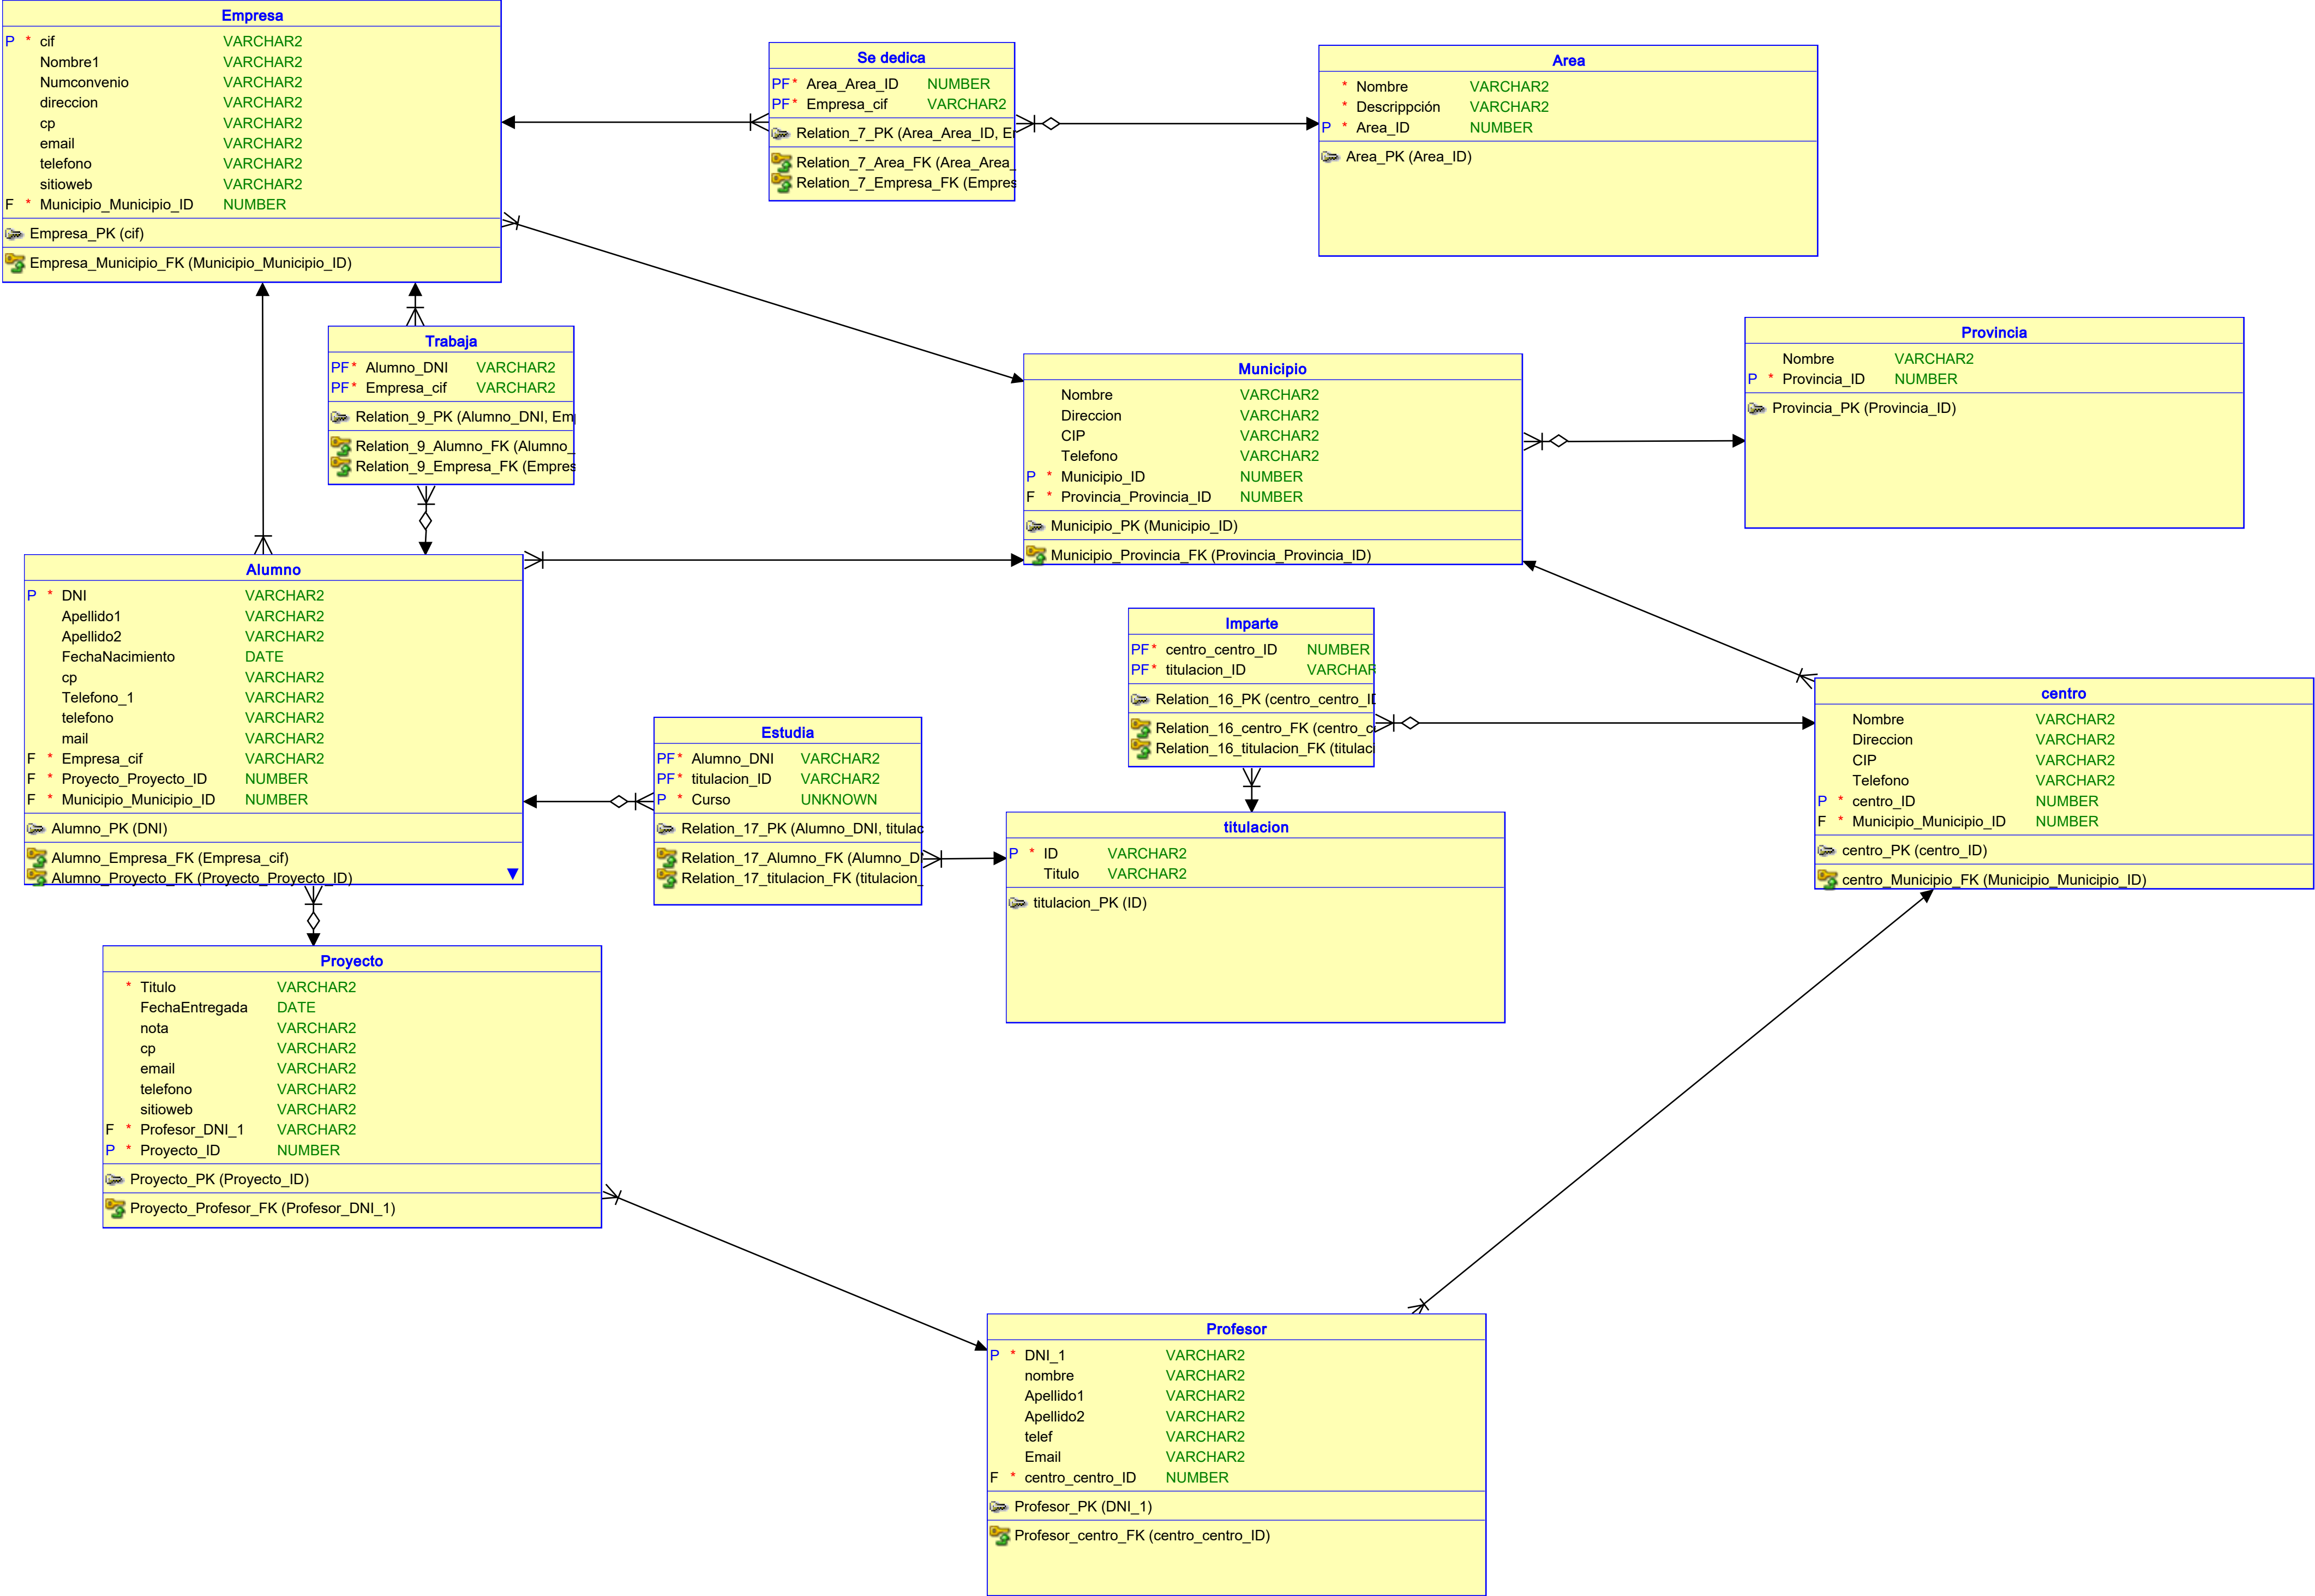 Empresa
P * cif VARCHAR2
Nombre1 VARCHAR2
Numconvenio VARCHAR2
direccion VARCHAR2
cp VARCHAR2
email VARCHAR2
telefono VARCHAR2
sitioweb VARCHAR2
F * Municipio_Municipio_ID NUMBER
Empresa_PK (cif)
Empresa_Municipio_FK (Municipio_Municipio_ID)
Se dedica
PF* Area_Area_ID NUMBER
PF* Empresa_cif VARCHAR2
Relation_7_PK (Area_Area_ID, E
Relation_7_Area_FK (Area_Area_
Relation_7_Empresa_FK (Empres
Area
* Nombre VARCHAR2
* Descrippción VARCHAR2
P * Area_ID NUMBER
Area_PK (Area_ID)
Trabaja
PF* Alumno_DNI VARCHAR2
PF* Empresa_cif VARCHAR2
Relation_9_PK (Alumno_DNI, Em
Relation_9_Alumno_FK (Alumno_
Relation_9_Empresa_FK (Empres
Municipio
Nombre VARCHAR2
Direccion VARCHAR2
CIP VARCHAR2
Telefono VARCHAR2
P * Municipio_ID NUMBER
F * Provincia_Provincia_ID NUMBER
Municipio_PK (Municipio_ID)
Municipio_Provincia_FK (Provincia_Provincia_ID)
Provincia
Nombre VARCHAR2
P * Provincia_ID NUMBER
Provincia_PK (Provincia_ID)
Alumno
P * DNI VARCHAR2
Apellido1 VARCHAR2
Apellido2 VARCHAR2
FechaNacimiento DATE
cp VARCHAR2
Telefono_1 VARCHAR2
telefono VARCHAR2
mail VARCHAR2
F * Empresa_cif VARCHAR2
F * Proyecto_Proyecto_ID NUMBER
F * Municipio_Municipio_ID NUMBER
Alumno_PK (DNI)
Alumno_Empresa_FK (Empresa_cif)
Alumno_Proyecto_FK (Proyecto_Proyecto_ID)
Imparte
PF* centro_centro_ID NUMBER
PF* titulacion_ID VARCHAR
Relation_16_PK (centro_centro_I
Relation_16_centro_FK (centro_c
Relation_16_titulacion_FK (titulac
centro
Nombre VARCHAR2
Direccion VARCHAR2
CIP VARCHAR2
Telefono VARCHAR2
P * centro_ID NUMBER
F * Municipio_Municipio_ID NUMBER
centro_PK (centro_ID)
centro_Municipio_FK (Municipio_Municipio_ID)
Estudia
PF* Alumno_DNI VARCHAR2
PF* titulacion_ID VARCHAR2
P * Curso UNKNOWN
Relation_17_PK (Alumno_DNI, titulac
Relation_17_Alumno_FK (Alumno_D
Relation_17_titulacion_FK (titulacion_
titulacion
P * ID VARCHAR2
Titulo VARCHAR2
titulacion_PK (ID)
Proyecto
* Titulo VARCHAR2
FechaEntregada DATE
nota VARCHAR2
cp VARCHAR2
email VARCHAR2
telefono VARCHAR2
sitioweb VARCHAR2
F * Profesor_DNI_1 VARCHAR2
P * Proyecto_ID NUMBER
Proyecto_PK (Proyecto_ID)
Proyecto_Profesor_FK (Profesor_DNI_1)
Profesor
P * DNI_1 VARCHAR2
nombre VARCHAR2
Apellido1 VARCHAR2
Apellido2 VARCHAR2
telef VARCHAR2
Email VARCHAR2
F * centro_centro_ID NUMBER
Profesor_PK (DNI_1)
Profesor_centro_FK (centro_centro_ID)